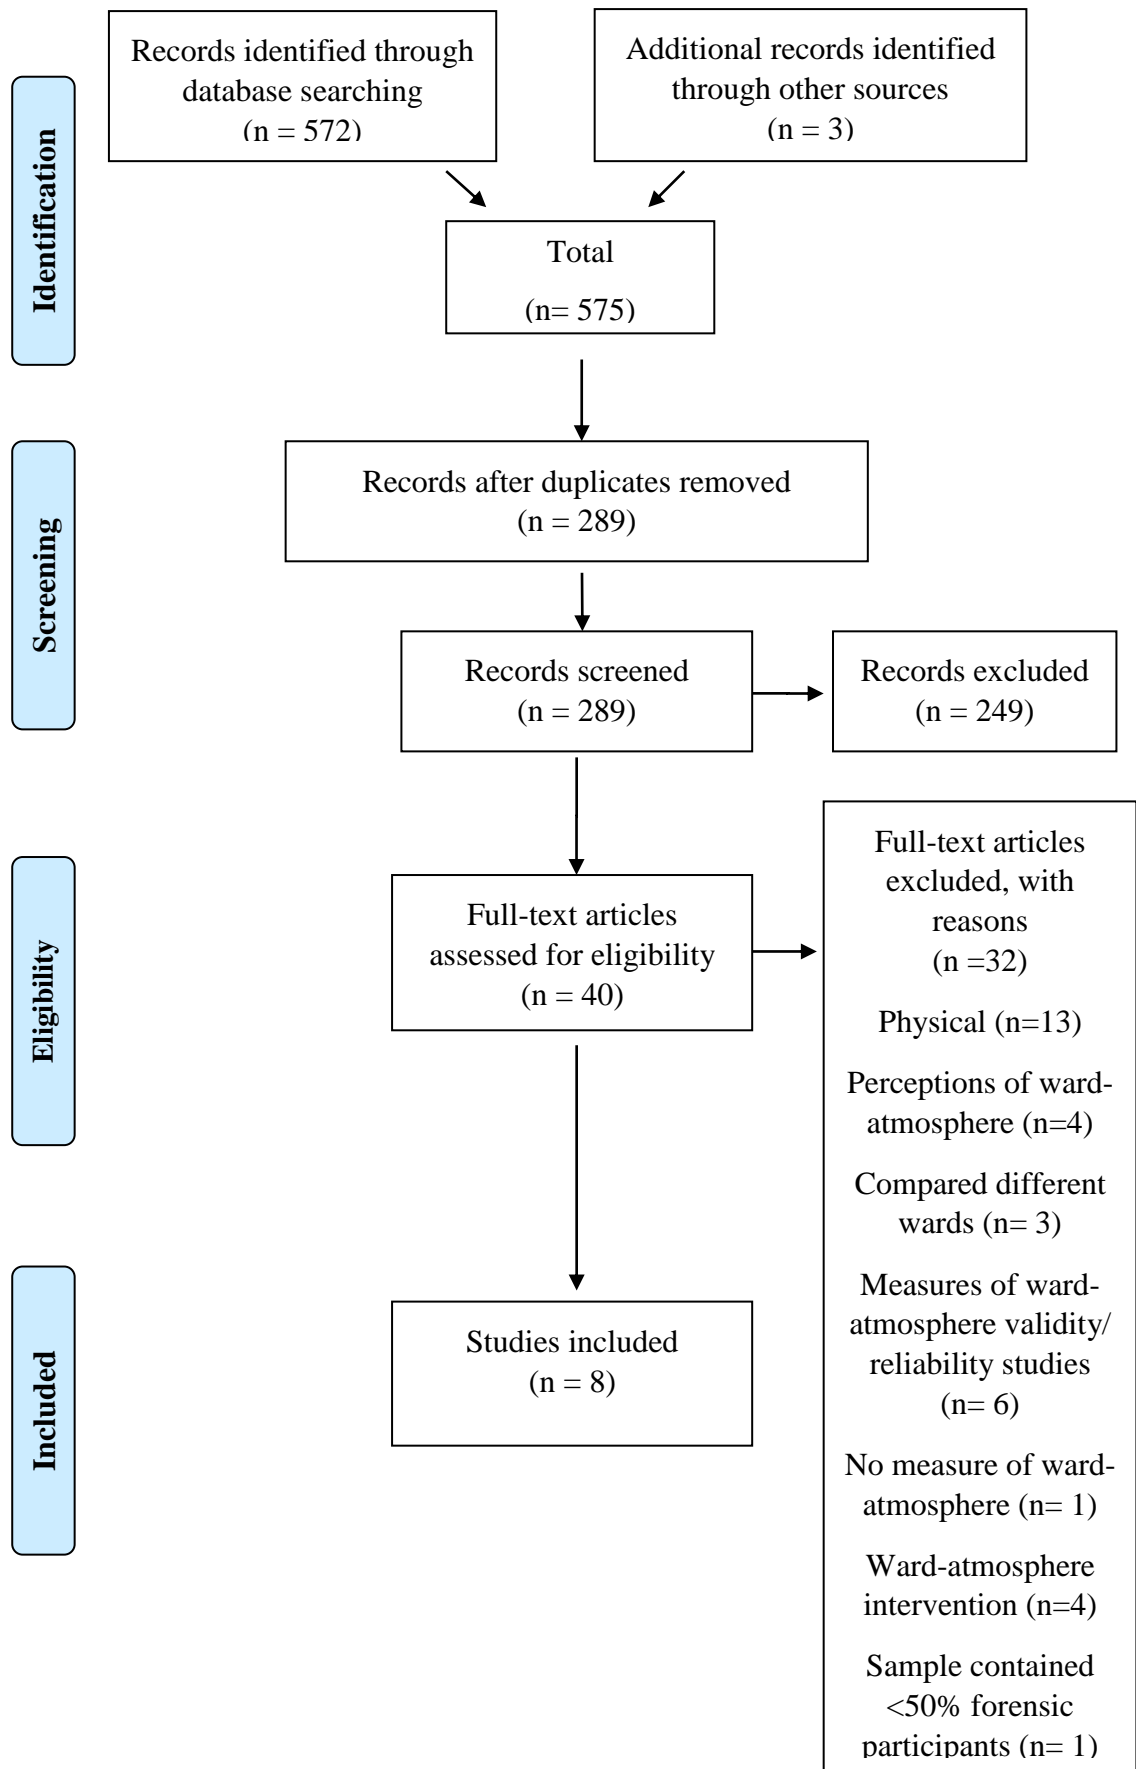 Records identified through
database searching
(n = 572)
Additional records identified
through other sources
(n = 3)
Identification
Total
(n= 575)
Records after duplicates removed
(n = 289)
Screening
Records screened
(n = 289)
Records excluded
(n = 249)
Eligibility
Full-text articles
assessed for eligibility
(n = 40)
Full-text articles
excluded, with
reasons
(n =32)
Physical (n=13)
Perceptions of ward-
atmosphere (n=4)
Compared different
wards (n= 3)
Measures of ward-
atmosphere validity/
reliability studies
(n= 6)
No measure of ward-
atmosphere (n= 1)
Ward-atmosphere
intervention (n=4)
Sample contained
<50% forensic
participants (n= 1)
Included
Studies included
(n = 8)